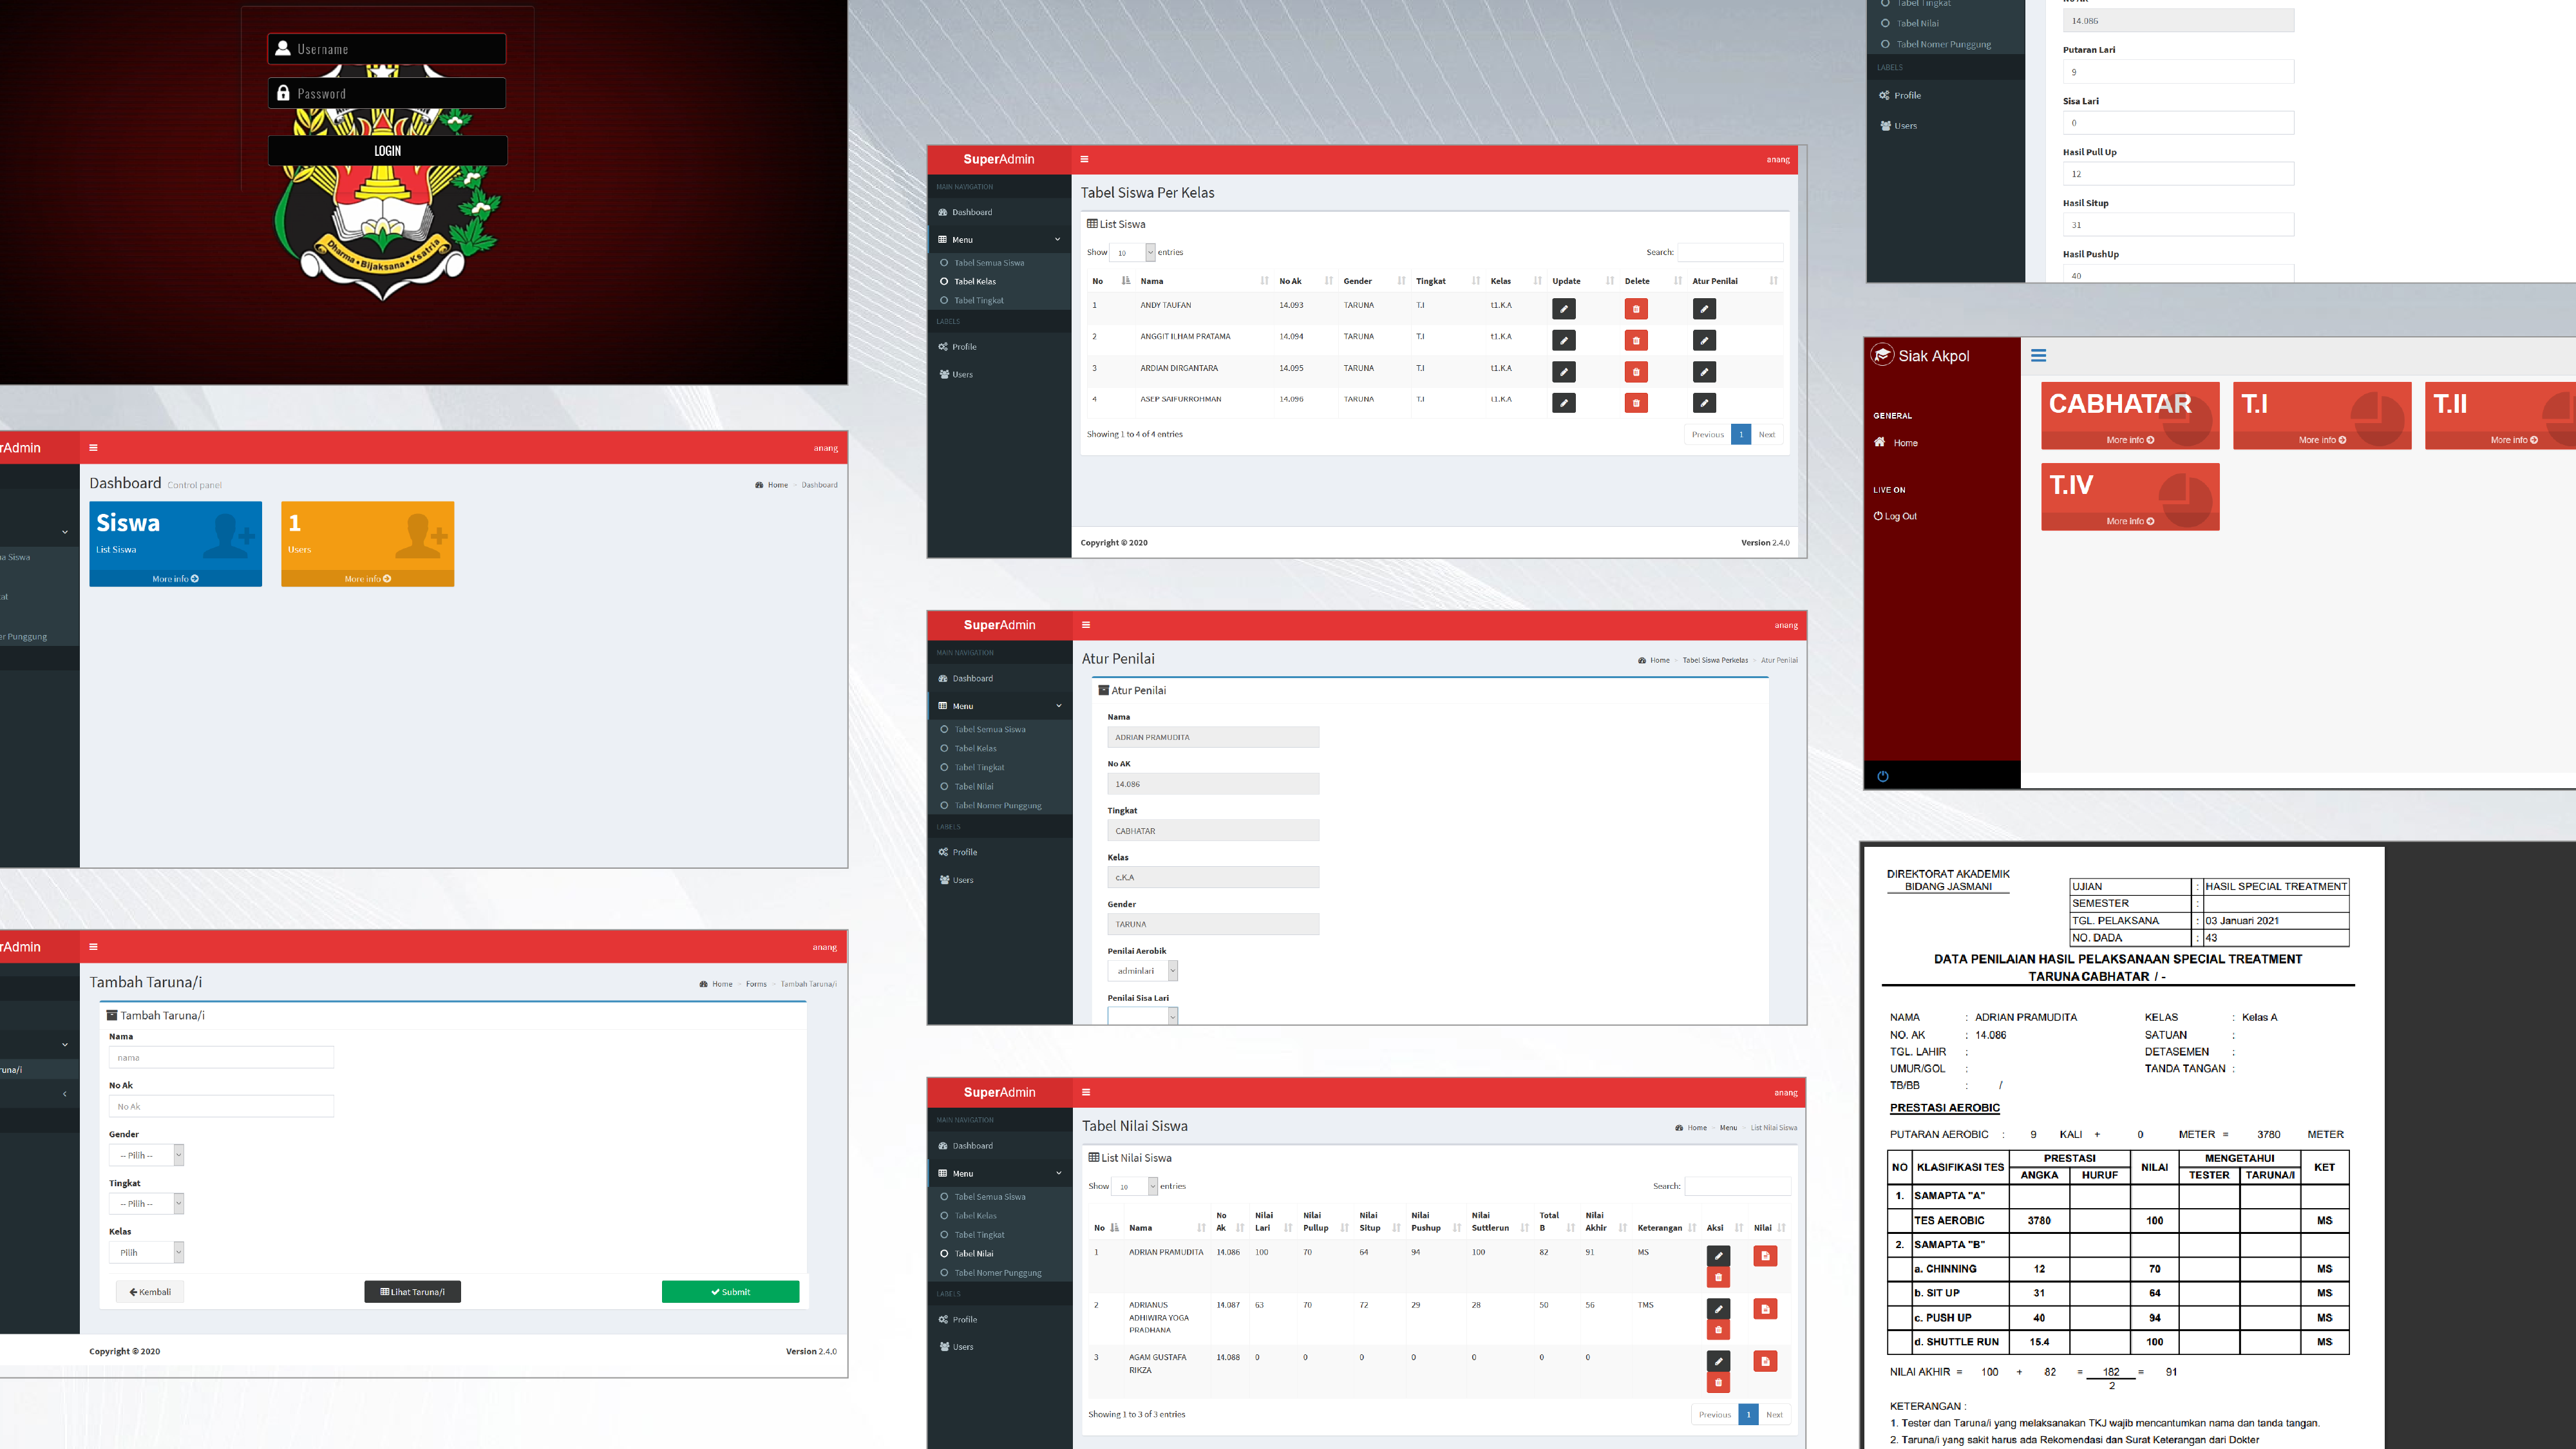 Username
Password
LOGIN
Dharma • Bijaksana • Ksatria
rAdmin
anang
Dashboard Control panel
Home - Dashboard
a Siswa
at
er Punggung
Siswa
List Siswa
More info
1
Users
More info
rAdmin
anang
Tambah Taruna/i
Home - Forms - Tambah Taruna/i
runa/i
Tambah Taruna/i
Nama
nama
No Ak
No Ak
Gender
-- Pilih --
Tingkat
-- Pilih --
Kelas
Pilih
Kembali
Lihat Taruna/i
Submit
Copyright © 2020
Version 2.4.0
SuperAdmin
anang
MAIN NAVIGATION
Dashboard
Menu
Tabel Semua Siswa
Tabel Kelas
Tabel Tingkat
LABELS
Profile
Users
Tabel Siswa Per Kelas
List Siswa
Show 10 entries
Search:
No Nama No Ak Gender Tingkat Kelas Update Delete Atur Penilai
1 ANDY TAUFAN 14.093 TARUNA T.I t1.K.A
2 ANGGIT ILHAM PRATAMA 14.094 TARUNA T.I t1.K.A
3 ARDIAN DIRGANTARA 14.095 TARUNA T.I t1.K.A
4 ASEP SAIFURROHMAN 14.096 TARUNA T.I t1.K.A
Showing 1 to 4 of 4 entries
Previous 1 Next
Copyright © 2020
Version 2.4.0
SuperAdmin
anang
MAIN NAVIGATION
Dashboard
Menu
Tabel Semua Siswa
Tabel Kelas
Tabel Tingkat
Tabel Nilai
Tabel Nomer Punggung
LABELS
Profile
Users
Atur Penilai
Home - Tabel Siswa Perkelas - Atur Penilai
Atur Penilai
Nama
ADRIAN PRAMUDITA
No AK
14.086
Tingkat
CABHATAR
Kelas
c.K.A
Gender
TARUNA
Penilai Aerobik
adminlari
Penilai Sisa Lari
SuperAdmin
anang
MAIN NAVIGATION
Dashboard
Menu
Tabel Semua Siswa
Tabel Kelas
Tabel Tingkat
Tabel Nilai
Tabel Nomer Punggung
LABELS
Profile
Users
Tabel Nilai Siswa
Home - Menu - List Nilai Siswa
List Nilai Siswa
Show 10 entries
Search:
No Nama No Ak Nilai Lari Nilai Pullup Nilai Situp Nilai Pushup Nilai Suttlerun Total B Nilai Akhir Keterangan Aksi Nilai
1 ADRIAN PRAMUDITA 14.086 100 70 64 94 100 82 91 MS
2 ADRIANUS ADHIWIRA YOGA PRADHANA 14.087 63 70 72 29 28 50 56 TMS
3 AGAM GUSTAFA RIKZA 14.088 0 0 0 0 0 0 0
Showing 1 to 3 of 3 entries
Previous 1 Next
Tabel Tingkat
Tabel Nilai
Tabel Nomer Punggung
LABELS
Profile
Users
No AK
14.086
Putaran Lari
9
Sisa Lari
0
Hasil Pull Up
12
Hasil Situp
31
Hasil PushUp
40
Siak Akpol
GENERAL
Home
LIVE ON
Log Out
CABHATAR
More info
T.I
More info
T.II
More info
T.IV
More info
DIREKTORAT AKADEMIK
BIDANG JASMANI
UJIAN : HASIL SPECIAL TREATMENT
SEMESTER :
TGL. PELAKSANA : 03 Januari 2021
NO. DADA : 43
DATA PENILAIAN HASIL PELAKSANAAN SPECIAL TREATMENT
TARUNA CABHATAR / -
NAMA : ADRIAN PRAMUDITA KELAS : Kelas A
NO. AK : 14.086 SATUAN :
TGL. LAHIR : DETASEMEN :
UMUR/GOL : TANDA TANGAN :
TB/BB : /
PRESTASI AEROBIC
PUTARAN AEROBIC : 9 KALI + 0 METER = 3780 METER
NO KLASIFIKASI TES PRESTASI NILAI MENGETAHUI KET
ANGKA HURUF TESTER TARUNA/I
1. SAMAPTA "A"
TES AEROBIC 3780 100 MS
2. SAMAPTA "B"
a. CHINNING 12 70 MS
b. SIT UP 31 64 MS
c. PUSH UP 40 94 MS
d. SHUTTLE RUN 15.4 100 MS
NILAI AKHIR = 100 + 82 = 182 = 91
2
KETERANGAN :
1. Tester dan Taruna/i yang melaksanakan TKJ wajib mencantumkan nama dan tanda tangan.
2. Taruna/i yang sakit harus ada Rekomendasi dan Surat Keterangan dari Dokter